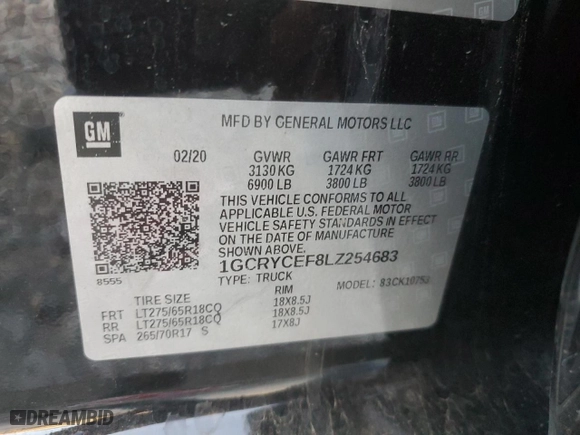 GM
MFD BY GENERAL MOTORS LLC
02/20 GVWR GAWR FRT GAWR RR
3130 KG 1724 KG 1724 KG
6900 LB 3800 LB 3800 LB
THIS VEHICLE CONFORMS TO ALL
APPLICABLE U.S. FEDERAL MOTOR
VEHICLE SAFETY STANDARDS IN EFFECT
ON THE DATE OF MANUFACTURE
SHOWN ABOVE.
1GCRYCEF8LZ254683
8555
TYPE: TRUCK MODEL:
TIRE SIZE RIM
FRT LT275/65R18CQ 18X8.5J
RR LT275/65R18CQ 18X8.5J
SPA 265/70R17 S 17X8J
DREAMBID